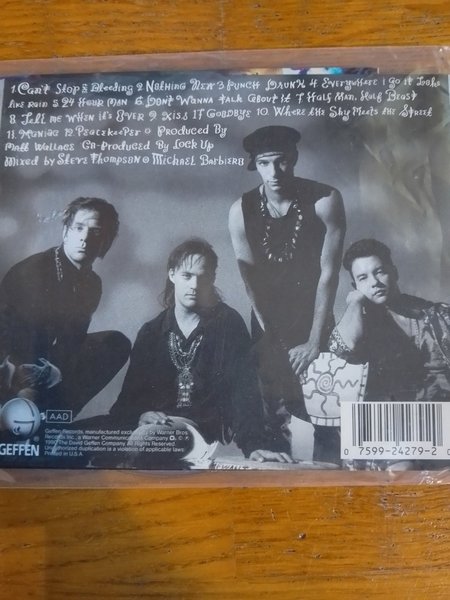 1 Can't Stop the Bleeding 2 Nothing New 3 Punch Drunk 4 Everywhere I go it Looks
like rain 5 24 Hour Man 6 Don't Wanna Talk About It 7 Half Man, Half Beast
8 Tell me When it's Over 9 Kiss IT Goodbye 10 Where the Sky Meets the Street
11 Maniac 12 Peacekeeper Produced By
Matt Wallace Co-Produced By Lock Up
Mixed by Steve Thompson Michael Barbiero
AAD
GEFFEN
Geffen Records, manufactured exclusively by Warner Bros.
Records Inc., a Warner Communications Company
The David Geffen Company All Rights Reserved.
duplication is a violation of applicable laws.
Printed in U.S.A.
0 7599-24279-2